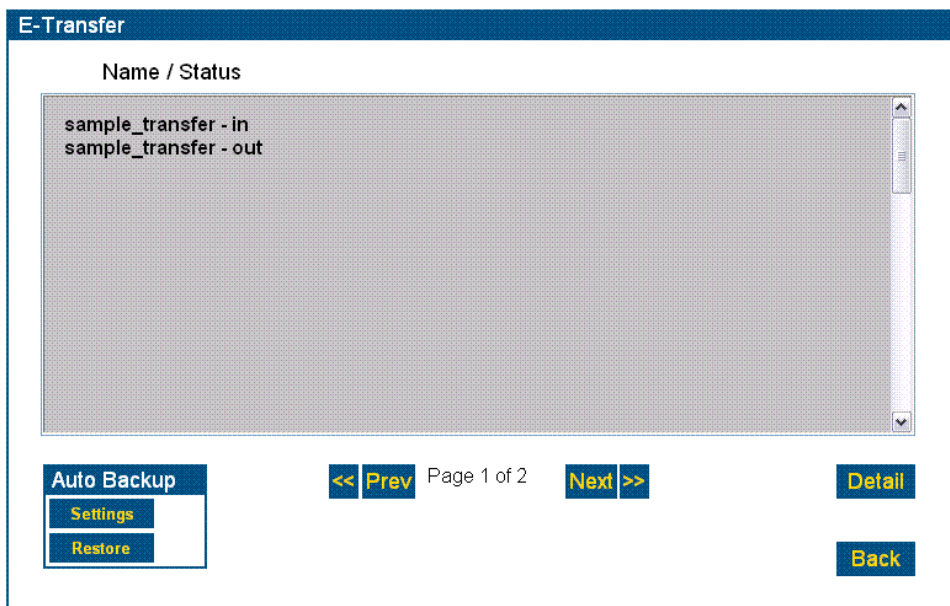 E-Transfer
Name / Status
sample_transfer - in
sample_transfer - out
Auto Backup
Settings
Restore
<< Prev Page 1 of 2 Next >>
Detail
Back